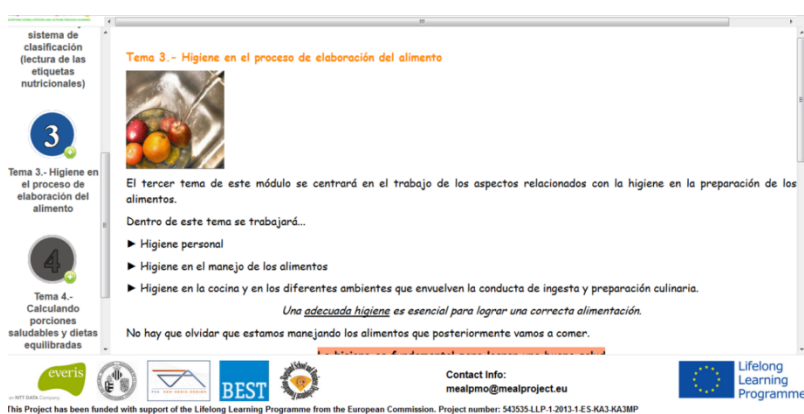 sistema de
clasificación
(lectura de las
etiquetas
nutricionales)
3
Tema 3.- Higiene en
el proceso de
elaboración del
alimento
4
Tema 4.-
Calculando
porciones
saludables y dietas
equilibradas
Tema 3.- Higiene en el proceso de elaboración del alimento
El tercer tema de este módulo se centrará en el trabajo de los aspectos relacionados con la higiene en la preparación de los
alimentos.
Dentro de este tema se trabajará...
► Higiene personal
► Higiene en el manejo de los alimentos
► Higiene en la cocina y en los diferentes ambientes que envuelven la conducta de ingesta y preparación culinaria.
Una adecuada higiene es esencial para lograr una correcta alimentación.
No hay que olvidar que estamos manejando los alimentos que posteriormente vamos a comer.
everis
an NTT DATA Company
BEST
Contact Info:
mealpmo@mealproject.eu
Lifelong
Learning
Programme
This Project has been funded with support of the Lifelong Learning Programme from the European Commission. Project number: 543535-LLP-1-2013-1-ES-KA3-KA3MP